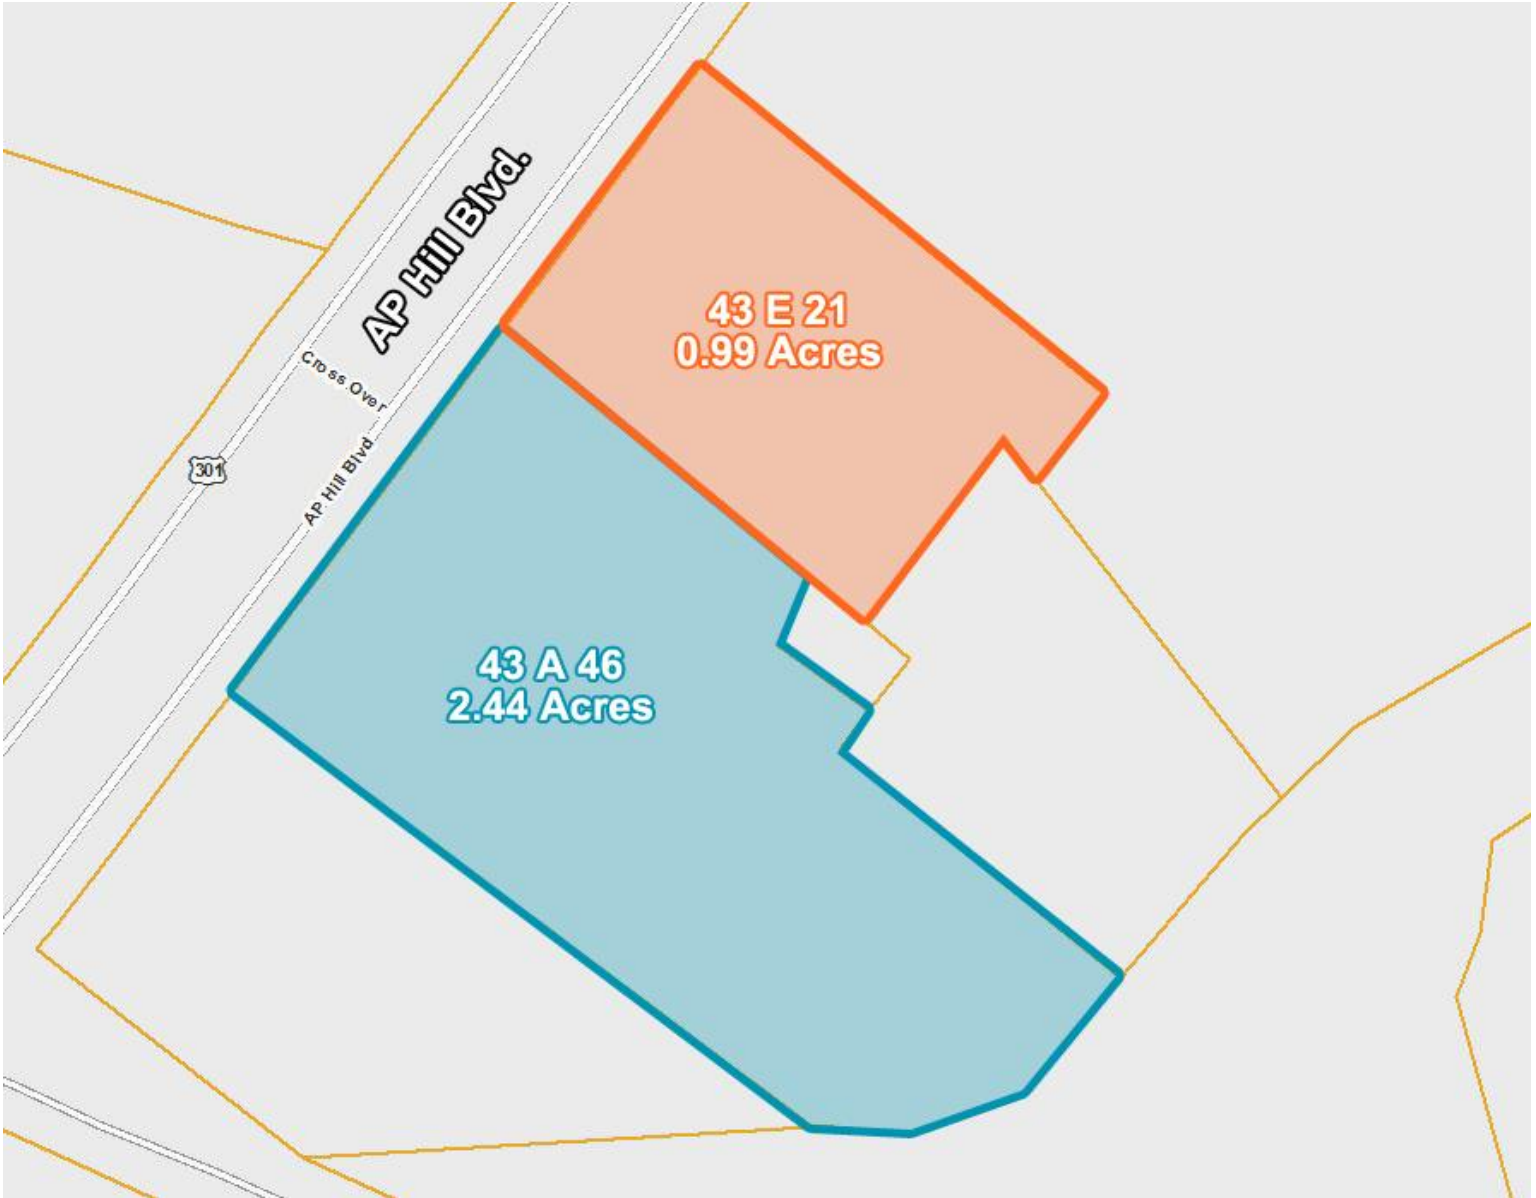 AP Hill Blvd.
43 E 21
0.99 Acres
Cross Over
301
AP Hill Blvd
43 A 46
2.44 Acres